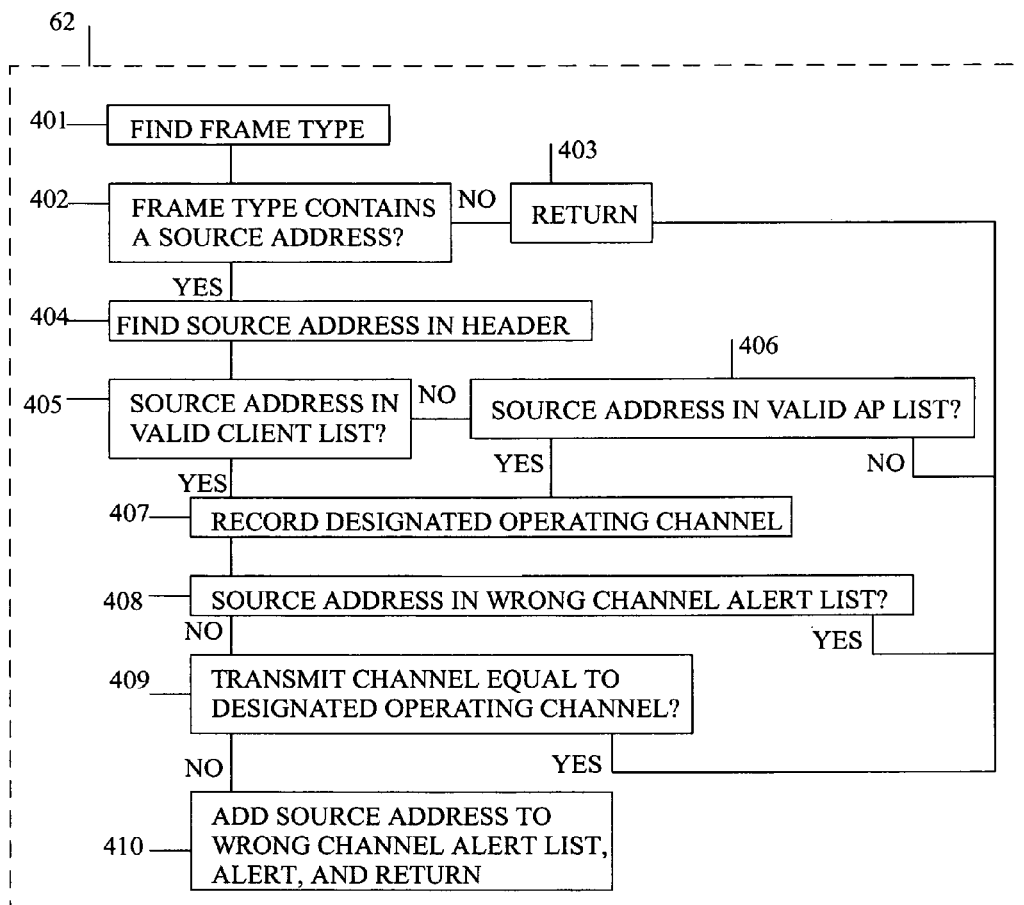 62
401
FIND FRAME TYPE
403
402
FRAME TYPE CONTAINS
A SOURCE ADDRESS?
NO
RETURN
YES
404
FIND SOURCE ADDRESS IN HEADER
406
405
SOURCE ADDRESS IN
VALID CLIENT LIST?
NO
SOURCE ADDRESS IN VALID AP LIST?
YES
YES
NO
407
RECORD DESIGNATED OPERATING CHANNEL
408
SOURCE ADDRESS IN WRONG CHANNEL ALERT LIST?
NO
YES
409
TRANSMIT CHANNEL EQUAL TO
DESIGNATED OPERATING CHANNEL?
NO
YES
410
ADD SOURCE ADDRESS TO
WRONG CHANNEL ALERT LIST,
ALERT, AND RETURN